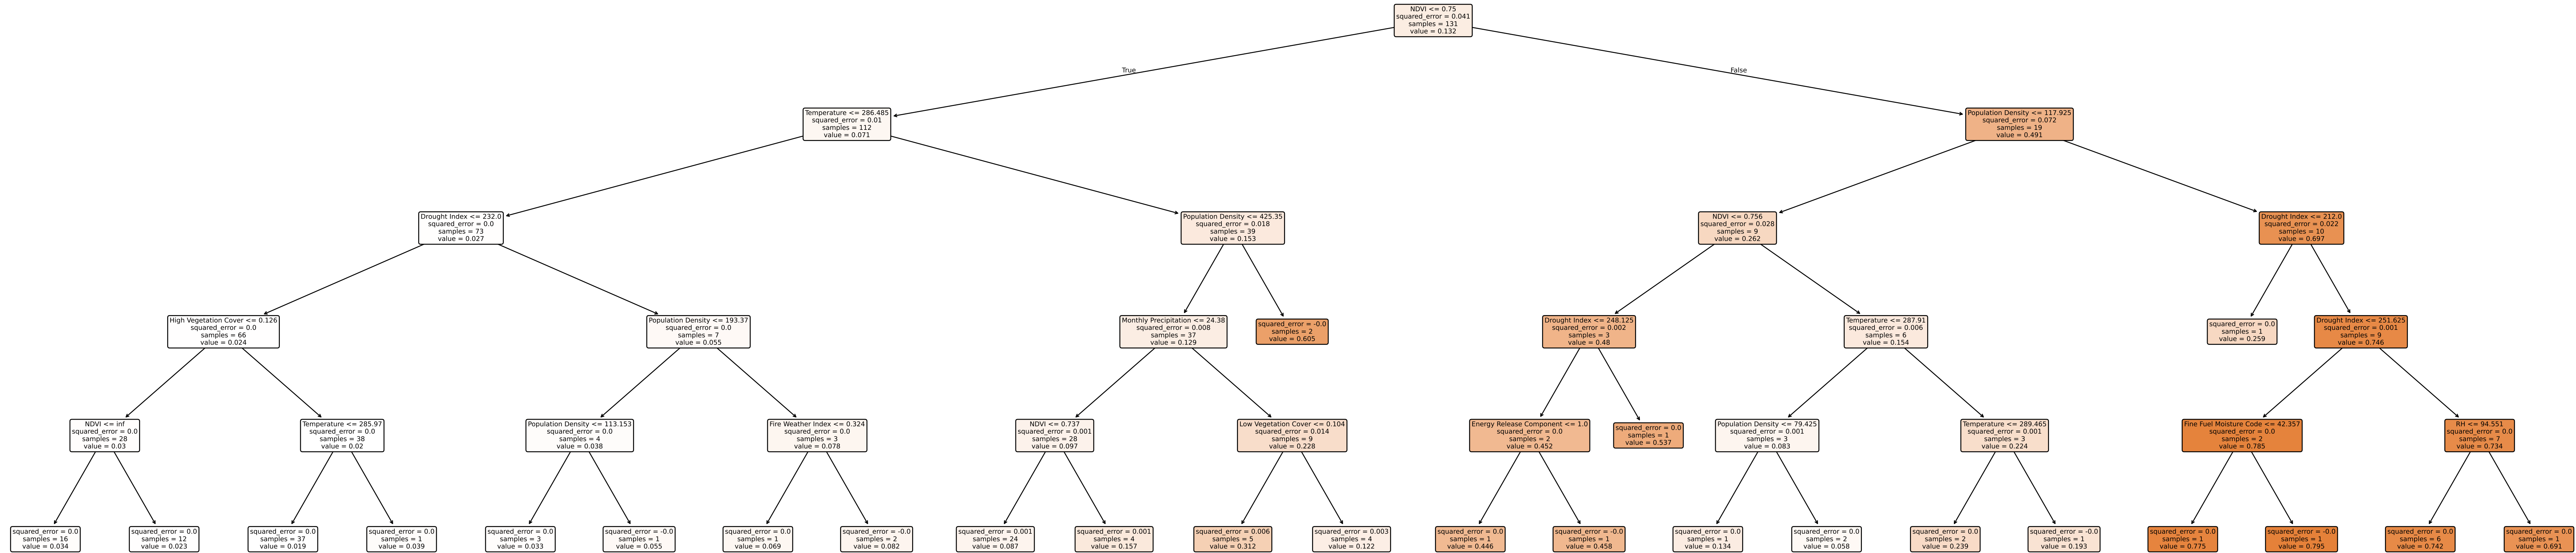 NDVI <= 0.75
squared_error = 0.041
samples = 131
value = 0.132
True
False
Temperature <= 286.485
squared_error = 0.01
samples = 112
value = 0.071
Population Density <= 117.925
squared_error = 0.072
samples = 19
value = 0.491
Drought Index <= 232.0
squared_error = 0.0
samples = 73
value = 0.027
Population Density <= 425.35
squared_error = 0.018
samples = 39
value = 0.153
NDVI <= 0.756
squared_error = 0.028
samples = 9
value = 0.262
Drought Index <= 212.0
squared_error = 0.022
samples = 10
value = 0.697
High Vegetation Cover <= 0.126
squared_error = 0.0
samples = 66
value = 0.024
Population Density <= 193.37
squared_error = 0.0
samples = 7
value = 0.055
Monthly Precipitation <= 24.38
squared_error = 0.008
samples = 37
value = 0.129
squared_error = -0.0
samples = 2
value = 0.605
Drought Index <= 248.125
squared_error = 0.002
samples = 3
value = 0.48
Temperature <= 287.91
squared_error = 0.006
samples = 6
value = 0.154
squared_error = 0.0
samples = 1
value = 0.259
Drought Index <= 251.625
squared_error = 0.001
samples = 9
value = 0.746
NDVI <= inf
squared_error = 0.0
samples = 28
value = 0.03
Temperature <= 285.97
squared_error = 0.0
samples = 38
value = 0.02
Population Density <= 113.153
squared_error = 0.0
samples = 4
value = 0.038
Fire Weather Index <= 0.324
squared_error = 0.0
samples = 3
value = 0.078
NDVI <= 0.737
squared_error = 0.001
samples = 28
value = 0.097
Low Vegetation Cover <= 0.104
squared_error = 0.014
samples = 9
value = 0.228
Energy Release Component <= 1.0
squared_error = 0.0
samples = 2
value = 0.452
squared_error = 0.0
samples = 1
value = 0.537
Population Density <= 79.425
squared_error = 0.001
samples = 3
value = 0.083
Temperature <= 289.465
squared_error = 0.001
samples = 3
value = 0.224
Fine Fuel Moisture Code <= 42.357
squared_error = 0.0
samples = 2
value = 0.785
RH <= 94.551
squared_error = 0.0
samples = 7
value = 0.734
squared_error = 0.0
samples = 16
value = 0.034
squared_error = 0.0
samples = 12
value = 0.023
squared_error = 0.0
samples = 37
value = 0.019
squared_error = 0.0
samples = 1
value = 0.039
squared_error = 0.0
samples = 3
value = 0.033
squared_error = -0.0
samples = 1
value = 0.055
squared_error = 0.0
samples = 1
value = 0.069
squared_error = -0.0
samples = 2
value = 0.082
squared_error = 0.001
samples = 24
value = 0.087
squared_error = 0.001
samples = 4
value = 0.157
squared_error = 0.006
samples = 5
value = 0.312
squared_error = 0.003
samples = 4
value = 0.122
squared_error = 0.0
samples = 1
value = 0.446
squared_error = -0.0
samples = 1
value = 0.458
squared_error = 0.0
samples = 1
value = 0.134
squared_error = 0.0
samples = 2
value = 0.058
squared_error = 0.0
samples = 2
value = 0.239
squared_error = -0.0
samples = 1
value = 0.193
squared_error = 0.0
samples = 1
value = 0.775
squared_error = -0.0
samples = 1
value = 0.795
squared_error = 0.0
samples = 6
value = 0.742
squared_error = 0.0
samples = 1
value = 0.691